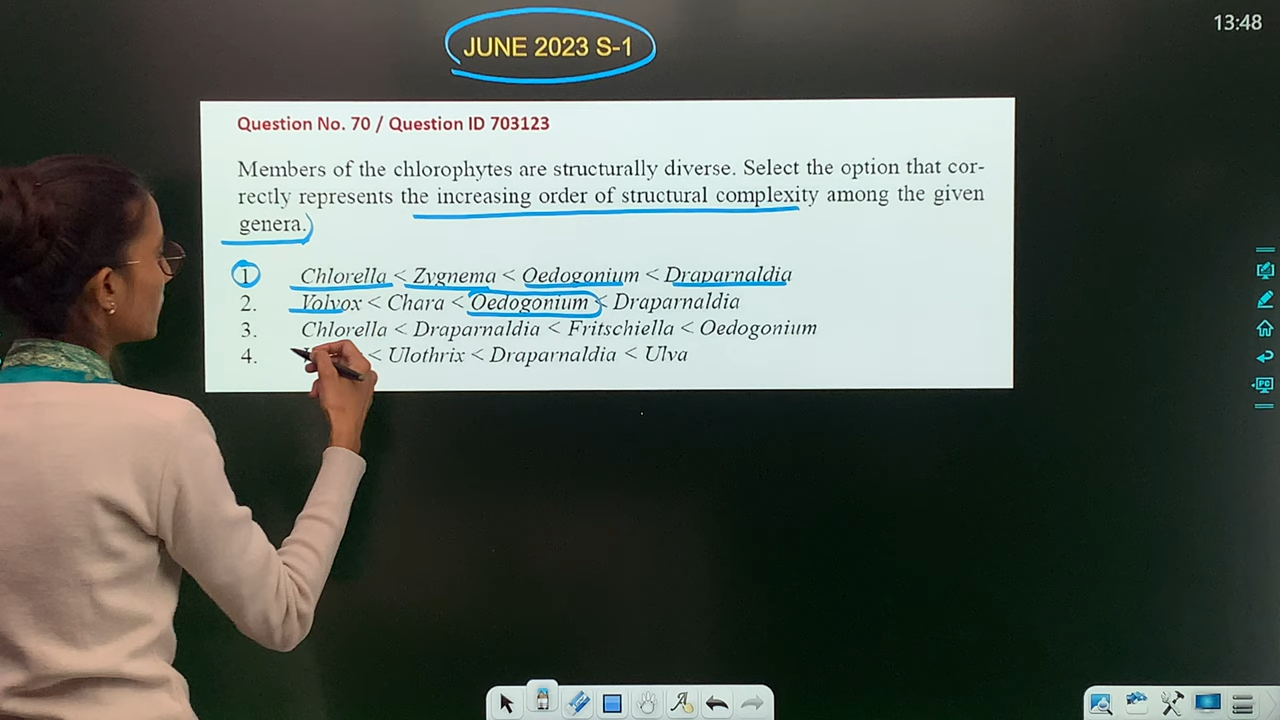 13:48
JUNE 2023 S-1
Question No. 70 / Question ID 703123
Members of the chlorophytes are structurally diverse. Select the option that cor-
rectly represents the increasing order of structural complexity among the given
genera.
1. Chlorella < Zygnema < Oedogonium < Draparnaldia
2. Volvox < Chara < Oedogonium < Draparnaldia
3. Chlorella < Draparnaldia < Fritschiella < Oedogonium
4. < Ulothrix < Draparnaldia < Ulva
PC